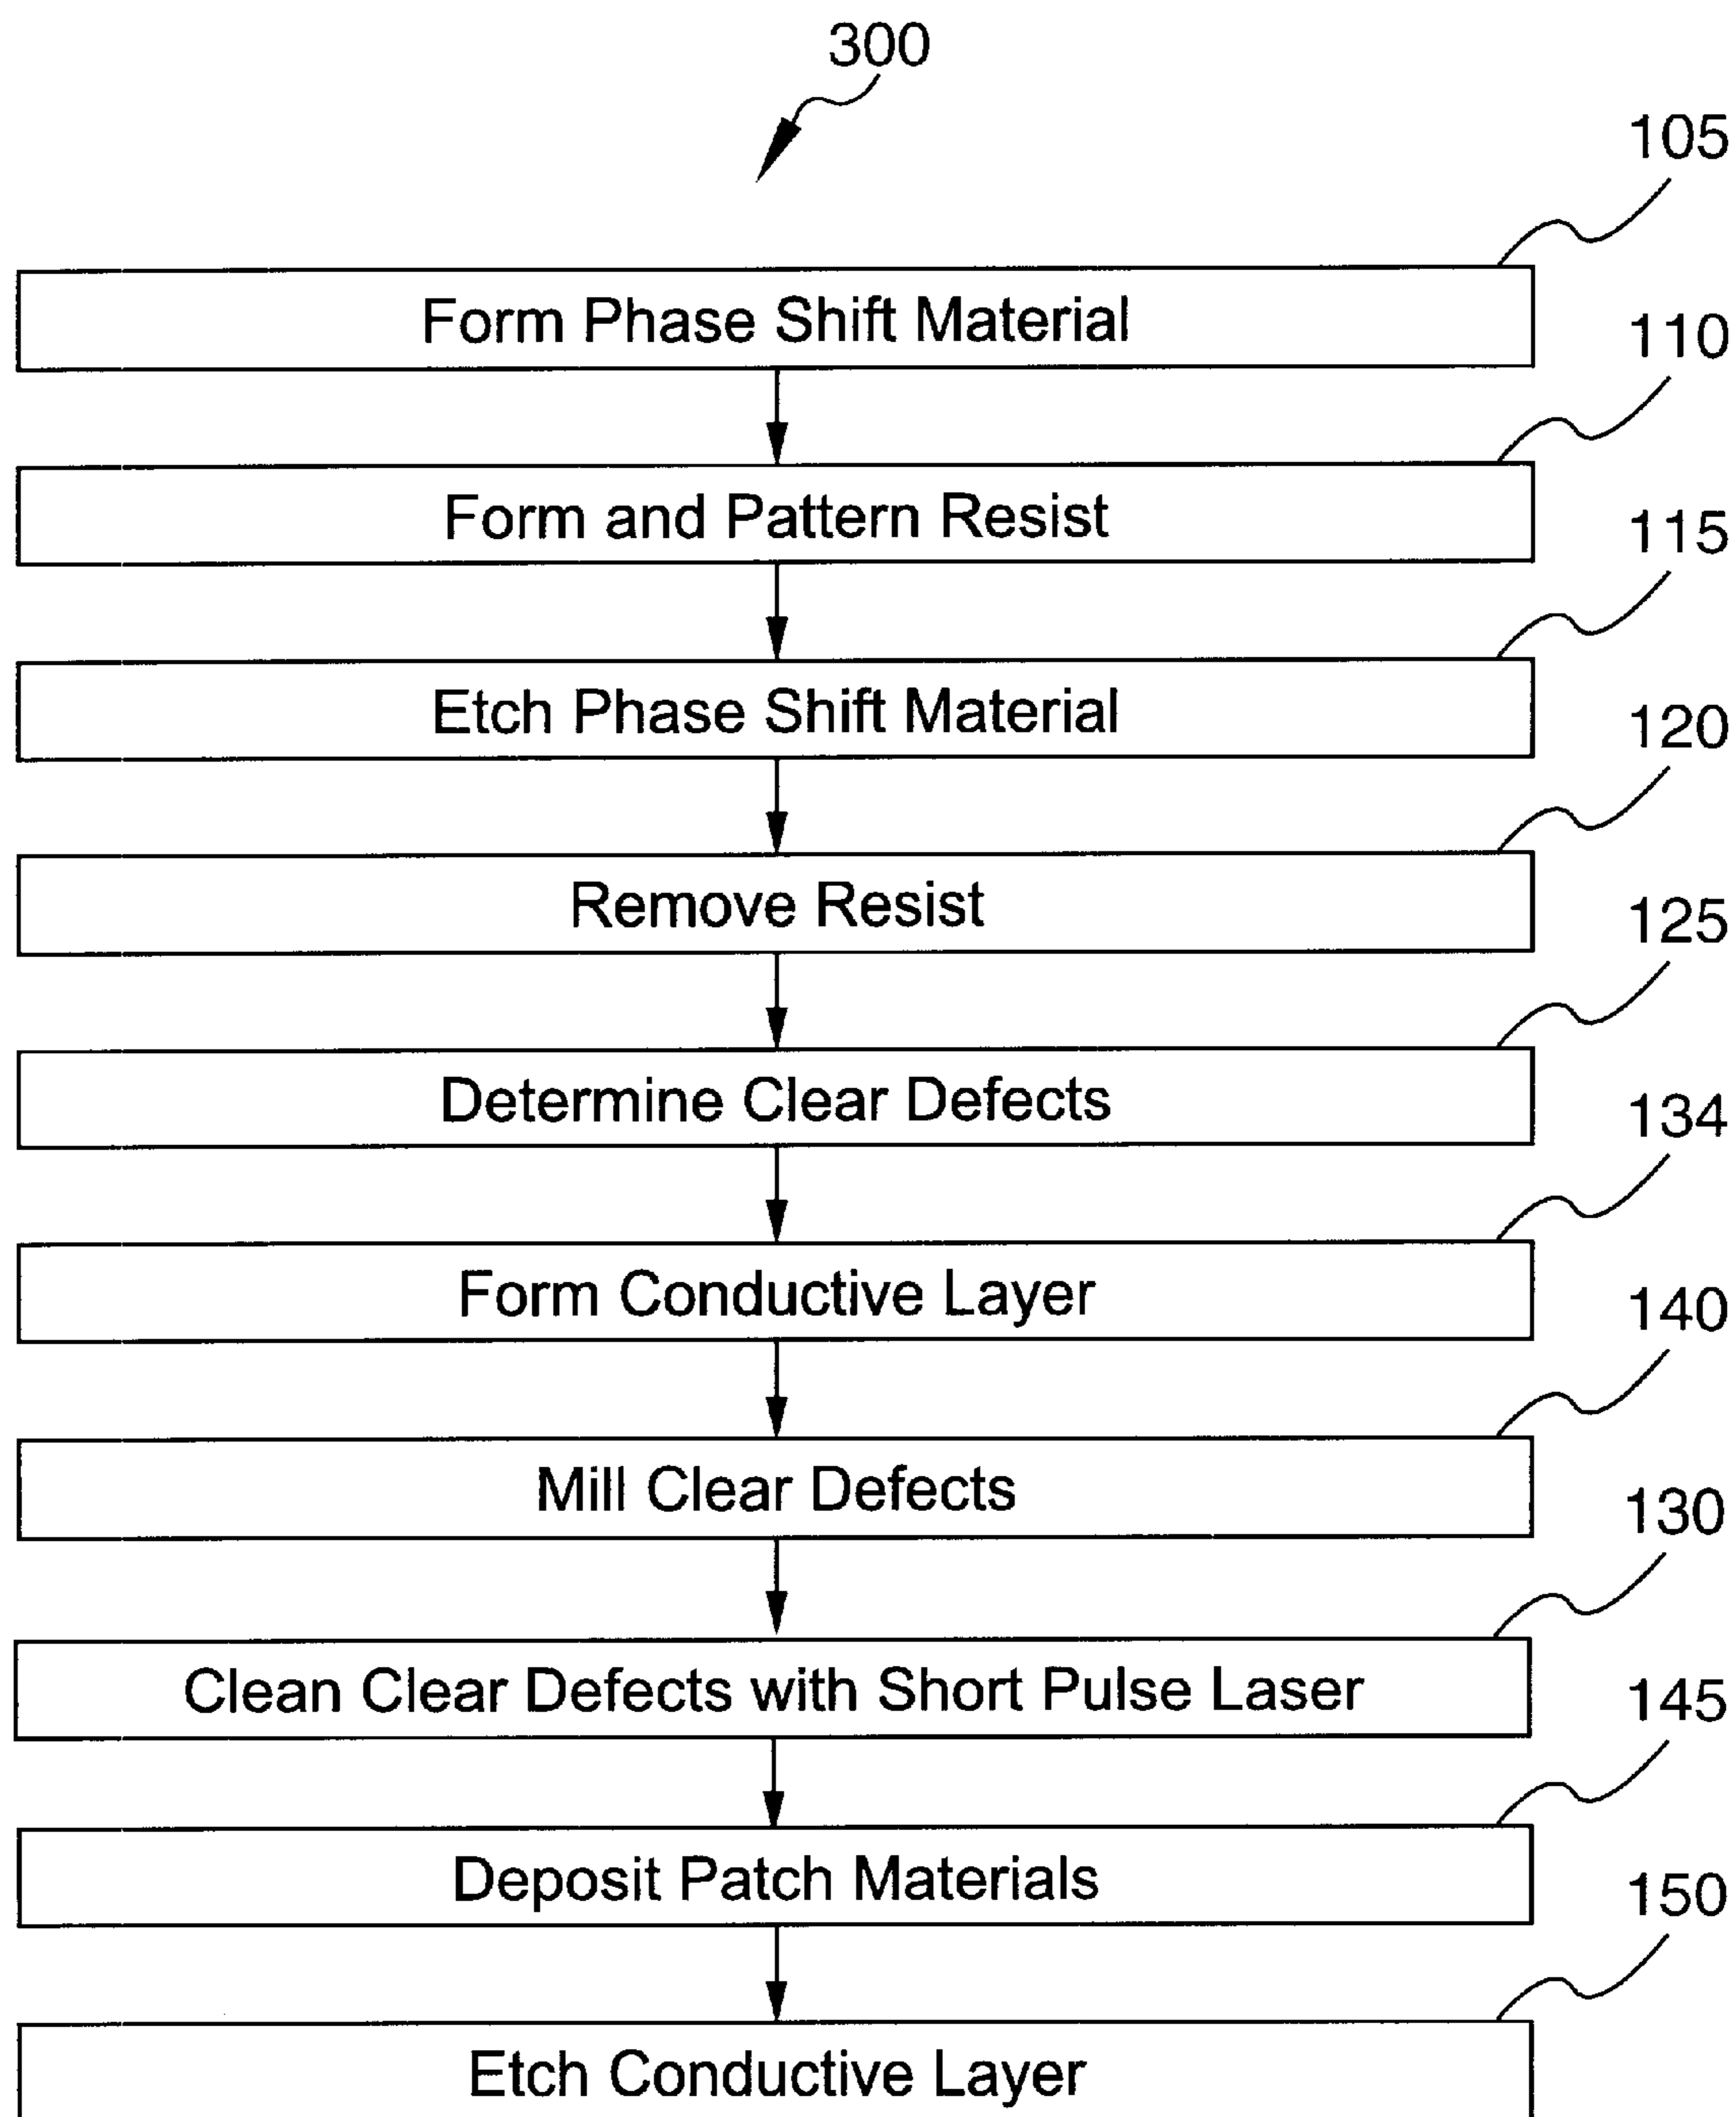 300
105
Form Phase Shift Material
110
Form and Pattern Resist
115
Etch Phase Shift Material
120
Remove Resist
125
Determine Clear Defects
134
Form Conductive Layer
140
Mill Clear Defects
130
Clean Clear Defects with Short Pulse Laser
145
Deposit Patch Materials
150
Etch Conductive Layer